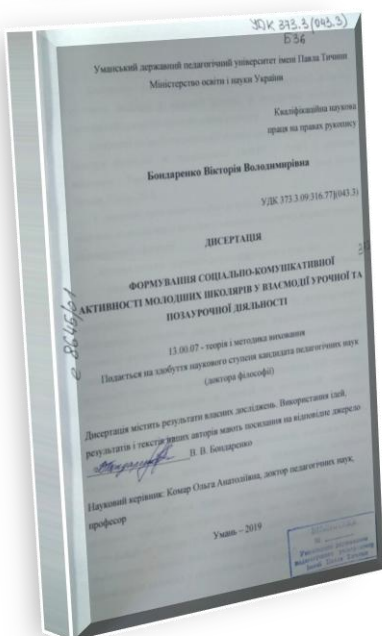 УДК 373.3(043.3)
Б36
Уманський державний педагогічний університет імені Павла Тичини
Міністерство освіти і науки України
Кваліфікаційна наукова
праця на правах рукопису
Бондаренко Вікторія Володимирівна
УДК 373.3.09:316.77](043.3)
ДИСЕРТАЦІЯ
ФОРМУВАННЯ СОЦІАЛЬНО-КОМУНІКАТИВНОЇ
АКТИВНОСТІ МОЛОДШИХ ШКОЛЯРІВ У ВЗАЄМОДІЇ УРОЧНОЇ ТА
ПОЗАУРОЧНОЇ ДІЯЛЬНОСТІ
13.00.07 - теорія і методика виховання
Подається на здобуття наукового ступеня кандидата педагогічних наук
(доктора філософії)
Дисертація містить результати власних досліджень. Використання ідей,
результатів і текстів інших авторів мають посилання на відповідне джерело
В. В. Бондаренко
Науковий керівник: Комар Ольга Анатоліївна, доктор педагогічних наук,
професор
Умань – 2019